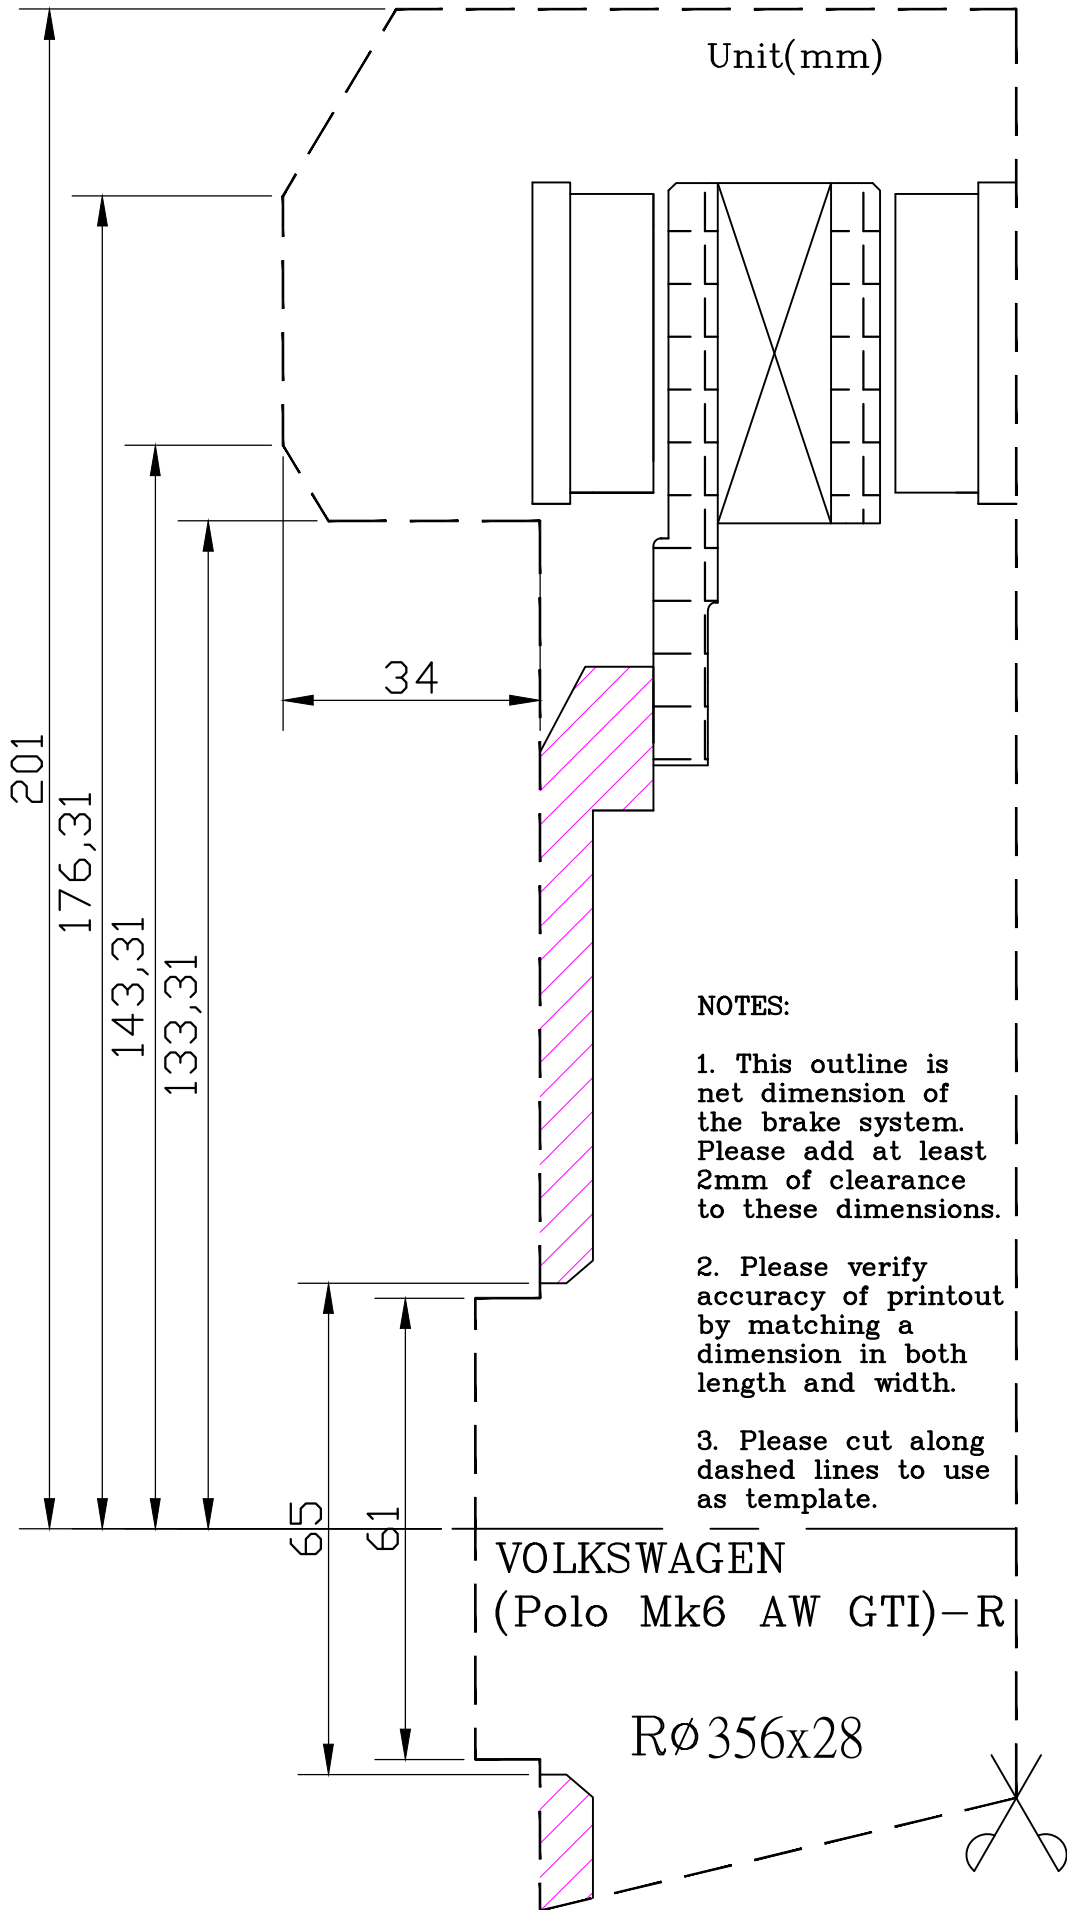 Unit(mm)
34
201
176,31
143,31
133,31
NOTES:
1. This outline is
net dimension of
the brake system.
Please add at least
2mm of clearance
to these dimensions.
2. Please verify
accuracy of printout
by matching a
dimension in both
length and width.
3. Please cut along
dashed lines to use
as template.
65
61
VOLKSWAGEN
(Polo Mk6 AW GTI)-R
RØ356x28